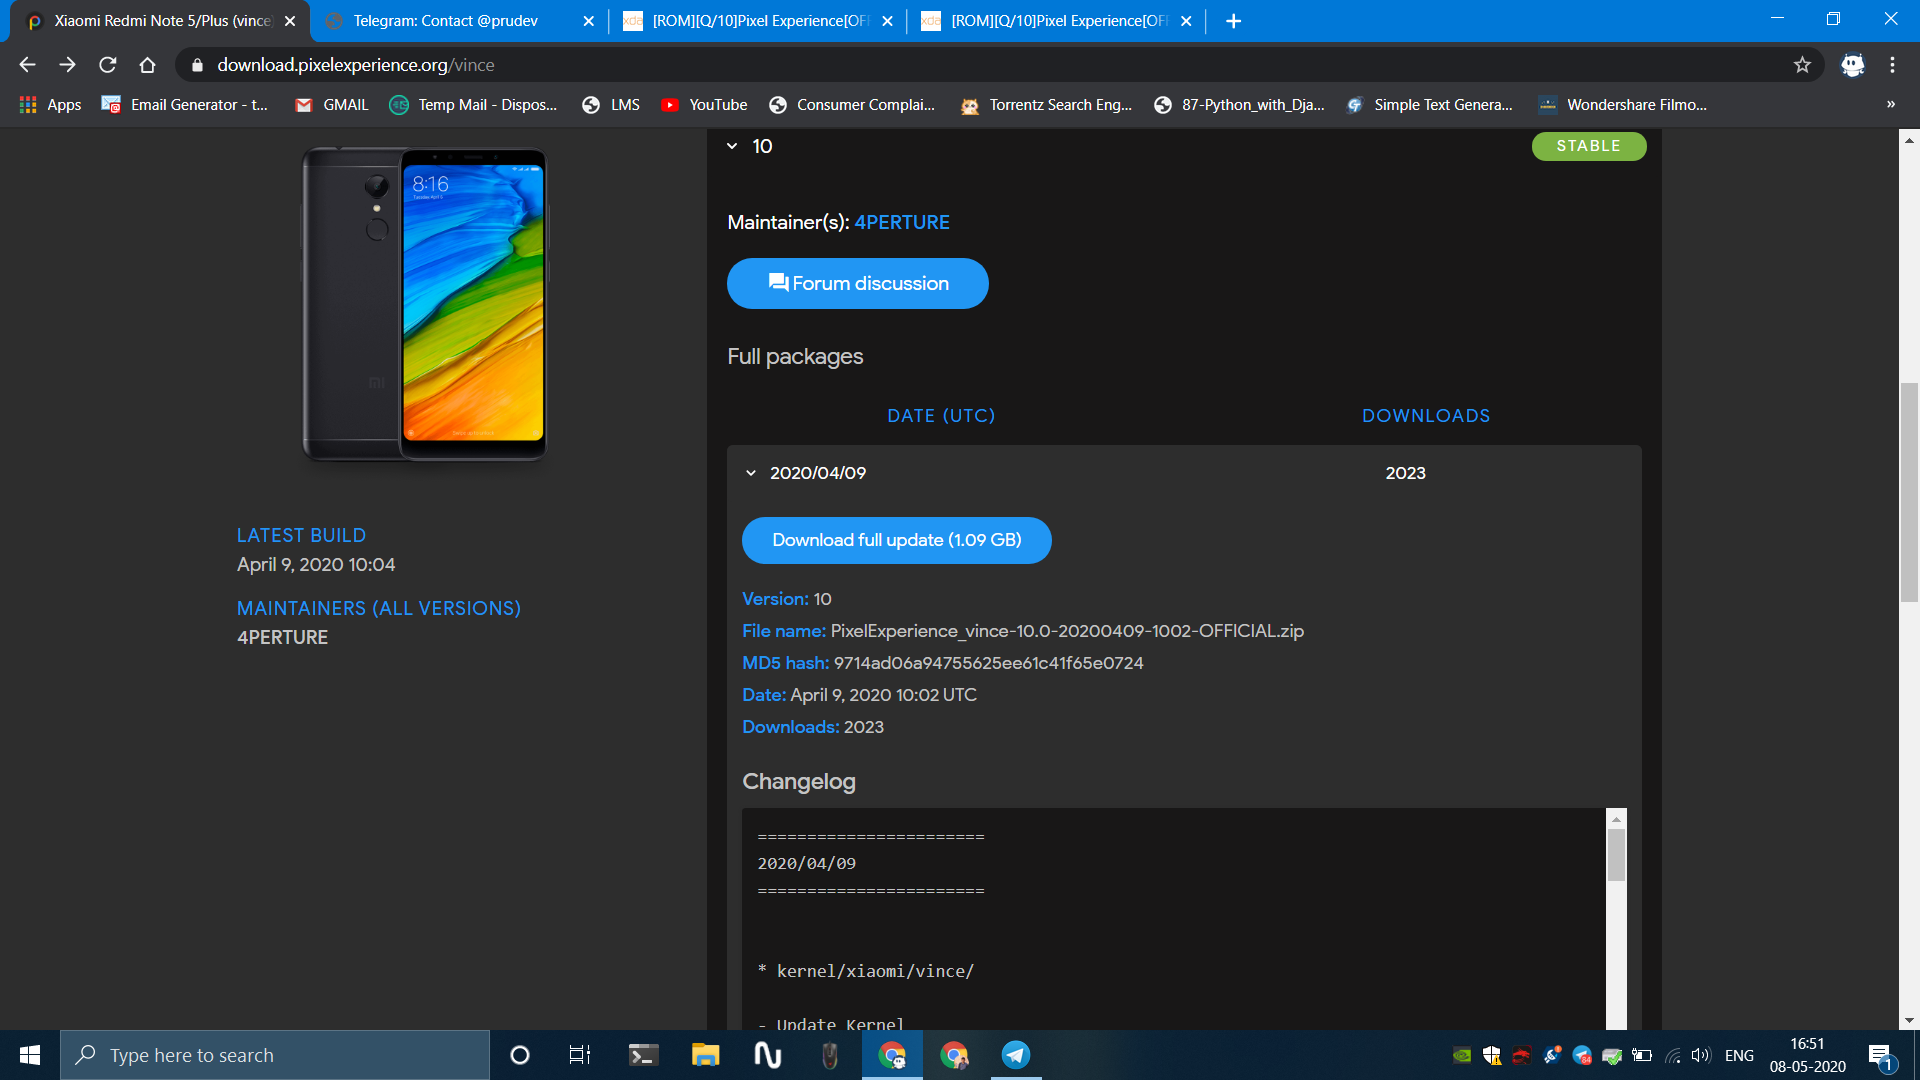 Xiaomi Redmi Note 5/Plus (vince)
Telegram: Contact @prudev
[ROM][Q/10]Pixel Experience[OF
[ROM][Q/10]Pixel Experience[OF
download.pixelexperience.org/vince
Apps
Email Generator - t...
GMAIL
Temp Mail - Dispos...
LMS
YouTube
Consumer Complai...
Torrentz Search Eng...
87-Python_with_Dja...
Simple Text Genera...
Wondershare Filmo...
»
8:16
LATEST BUILD
April 9, 2020 10:04
MAINTAINERS (ALL VERSIONS)
4PERTURE
10
STABLE
Maintainer(s): 4PERTURE
Forum discussion
Full packages
DATE (UTC) DOWNLOADS
2020/04/09 2023
Download full update (1.09 GB)
Version: 10
File name: PixelExperience_vince-10.0-20200409-1002-OFFICIAL.zip
MD5 hash: 9714ad06a94755625ee61c41f65e0724
Date: April 9, 2020 10:02 UTC
Downloads: 2023
Changelog
=======================
2020/04/09
=======================
* kernel/xiaomi/vince/
- Update Kernel
Type here to search
ENG
16:51
08-05-2020
1